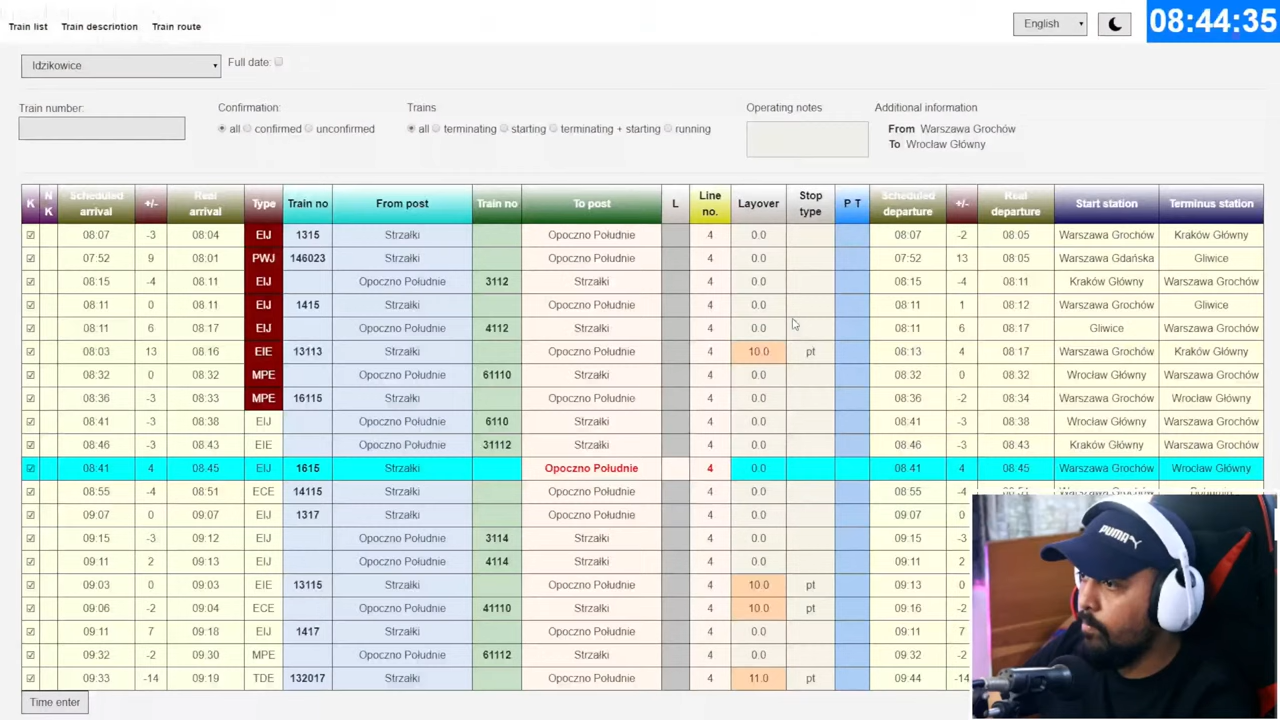 Train list Train description Train route English 08:44:35
Idzikowice Full date:
Train number: Confirmation: Trains Operating notes Additional information
all confirmed unconfirmed all terminating starting terminating + starting running From Warszawa Grochów
To Wrocław Główny
K N K Scheduled arrival +/- Real arrival Type Train no From post Train no To post L Line no. Layover Stop type P T Scheduled departure +/- Real departure Start station Terminus station
08:07 -3 08:04 EIJ 1315 Strzałki Opoczno Południe 4 0.0 08:07 -2 08:05 Warszawa Grochów Kraków Główny
07:52 9 08:01 PWJ 146023 Strzałki Opoczno Południe 4 0.0 07:52 13 08:05 Warszawa Gdańska Gliwice
08:15 -4 08:11 EIJ Opoczno Południe 3112 Strzałki 4 0.0 08:15 -4 08:11 Kraków Główny Warszawa Grochów
08:11 0 08:11 EIJ 1415 Strzałki Opoczno Południe 4 0.0 08:11 1 08:12 Warszawa Grochów Gliwice
08:11 6 08:17 EIJ Opoczno Południe 4112 Strzałki 4 0.0 08:11 6 08:17 Gliwice Warszawa Grochów
08:03 13 08:16 EIE 13113 Strzałki Opoczno Południe 4 10.0 pt 08:13 4 08:17 Warszawa Grochów Kraków Główny
08:32 0 08:32 MPE Opoczno Południe 61110 Strzałki 4 0.0 08:32 0 08:32 Wrocław Główny Warszawa Grochów
08:36 -3 08:33 MPE 16115 Strzałki Opoczno Południe 4 0.0 08:36 -2 08:34 Warszawa Grochów Wrocław Główny
08:41 -3 08:38 EIJ Opoczno Południe 6110 Strzałki 4 0.0 08:41 -3 08:38 Wrocław Główny Warszawa Grochów
08:46 -3 08:43 EIE Opoczno Południe 31112 Strzałki 4 0.0 08:46 -3 08:43 Kraków Główny Warszawa Grochów
08:41 4 08:45 EIJ 1615 Strzałki Opoczno Południe 4 0.0 08:41 4 08:45 Warszawa Grochów Wrocław Główny
08:55 -4 08:51 ECE 14115 Strzałki Opoczno Południe 4 0.0 08:55 -4
09:07 0 09:07 EIJ 1317 Strzałki Opoczno Południe 4 0.0 09:07 0
09:15 -3 09:12 EIJ Opoczno Południe 3114 Strzałki 4 0.0 09:15 -3
09:11 2 09:13 EIJ Opoczno Południe 4114 Strzałki 4 0.0 09:11 2
09:03 0 09:03 EIE 13115 Strzałki Opoczno Południe 4 10.0 pt 09:13 0
09:06 -2 09:04 ECE Opoczno Południe 41110 Strzałki 4 10.0 pt 09:16 -2
09:11 7 09:18 EIJ 1417 Strzałki Opoczno Południe 4 0.0 09:11 7
09:32 -2 09:30 MPE Opoczno Południe 61112 Strzałki 4 0.0 09:32 -2
09:33 -14 09:19 TDE 132017 Strzałki Opoczno Południe 4 11.0 pt 09:44 -14
Time enter
PUMA